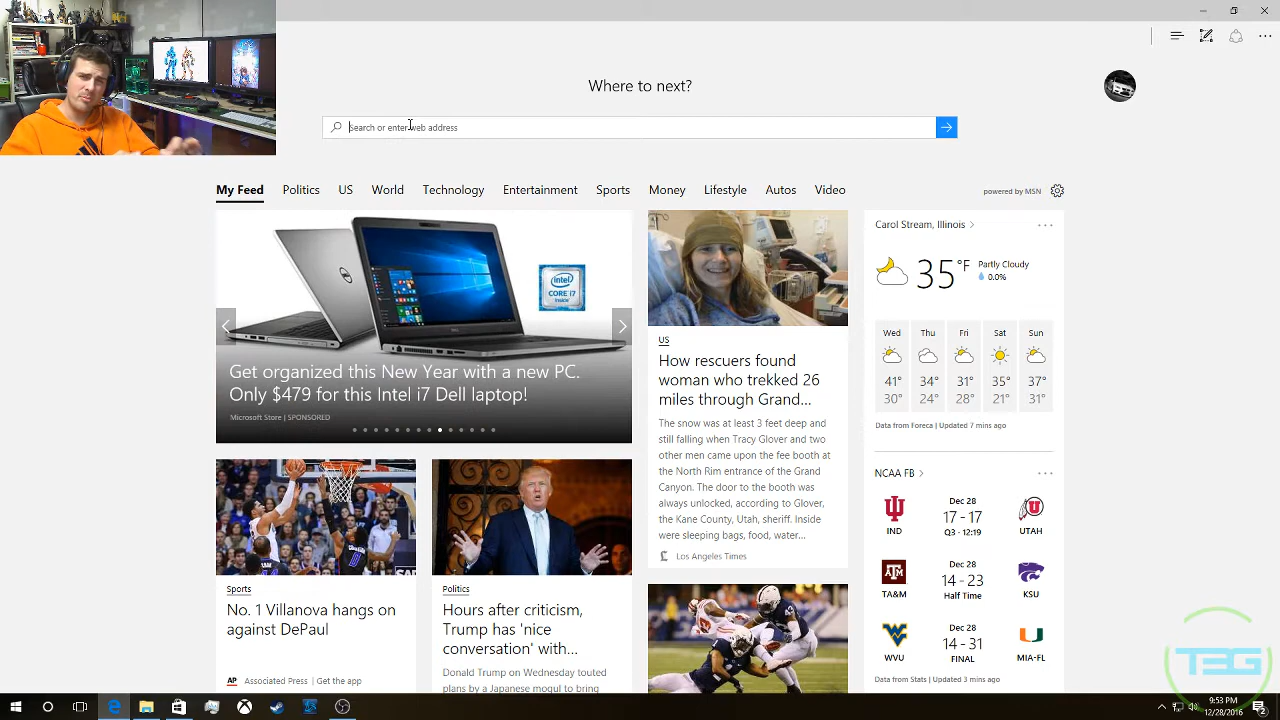 Where to next?
Search or enter web address
My Feed Politics US World Technology Entertainment Sports Money Lifestyle Autos Video
powered by MSN
intel CORE i7 inside
Get organized this New Year with a new PC.
Only $479 for this Intel i7 Dell laptop!
Microsoft Store | SPONSORED
US
How rescuers found
woman who trekked 26
miles through Grand...
The snow was at least 3 feet deep and
still falling when Tracy Glover and two
other men came upon the fee booth at
the North Rim entrance of the Grand
Canyon. The door to the booth was
always unlocked, according to Glover,
the Kane County, Utah, sheriff. Inside
were sleeping bags, food, water...
Los Angeles Times
Carol Stream, Illinois
35 °F
Partly Cloudy
0.0%
Wed Thu Fri Sat Sun
41° 34° 31° 35° 37°
30° 24° 28° 21° 31°
Data from Foreca | Updated 7 mins ago
NCAA FB
Dec 28
17 - 17
Q3 - 12:19
IND UTAH
Dec 28
14 - 23
Half Time
TA&M KSU
Dec 28
14 - 31
FINAL
WVU MIA-FL
Data from Stats | Updated 3 mins ago
Sports
No. 1 Villanova hangs on
against DePaul
AP Associated Press | Get the app
Politics
Hours after criticism,
Trump has 'nice
conversation' with...
Donald Trump on Wednesday touted
plans by a Japanese mogul to bring
TBG
9:53 PM
12/28/2016